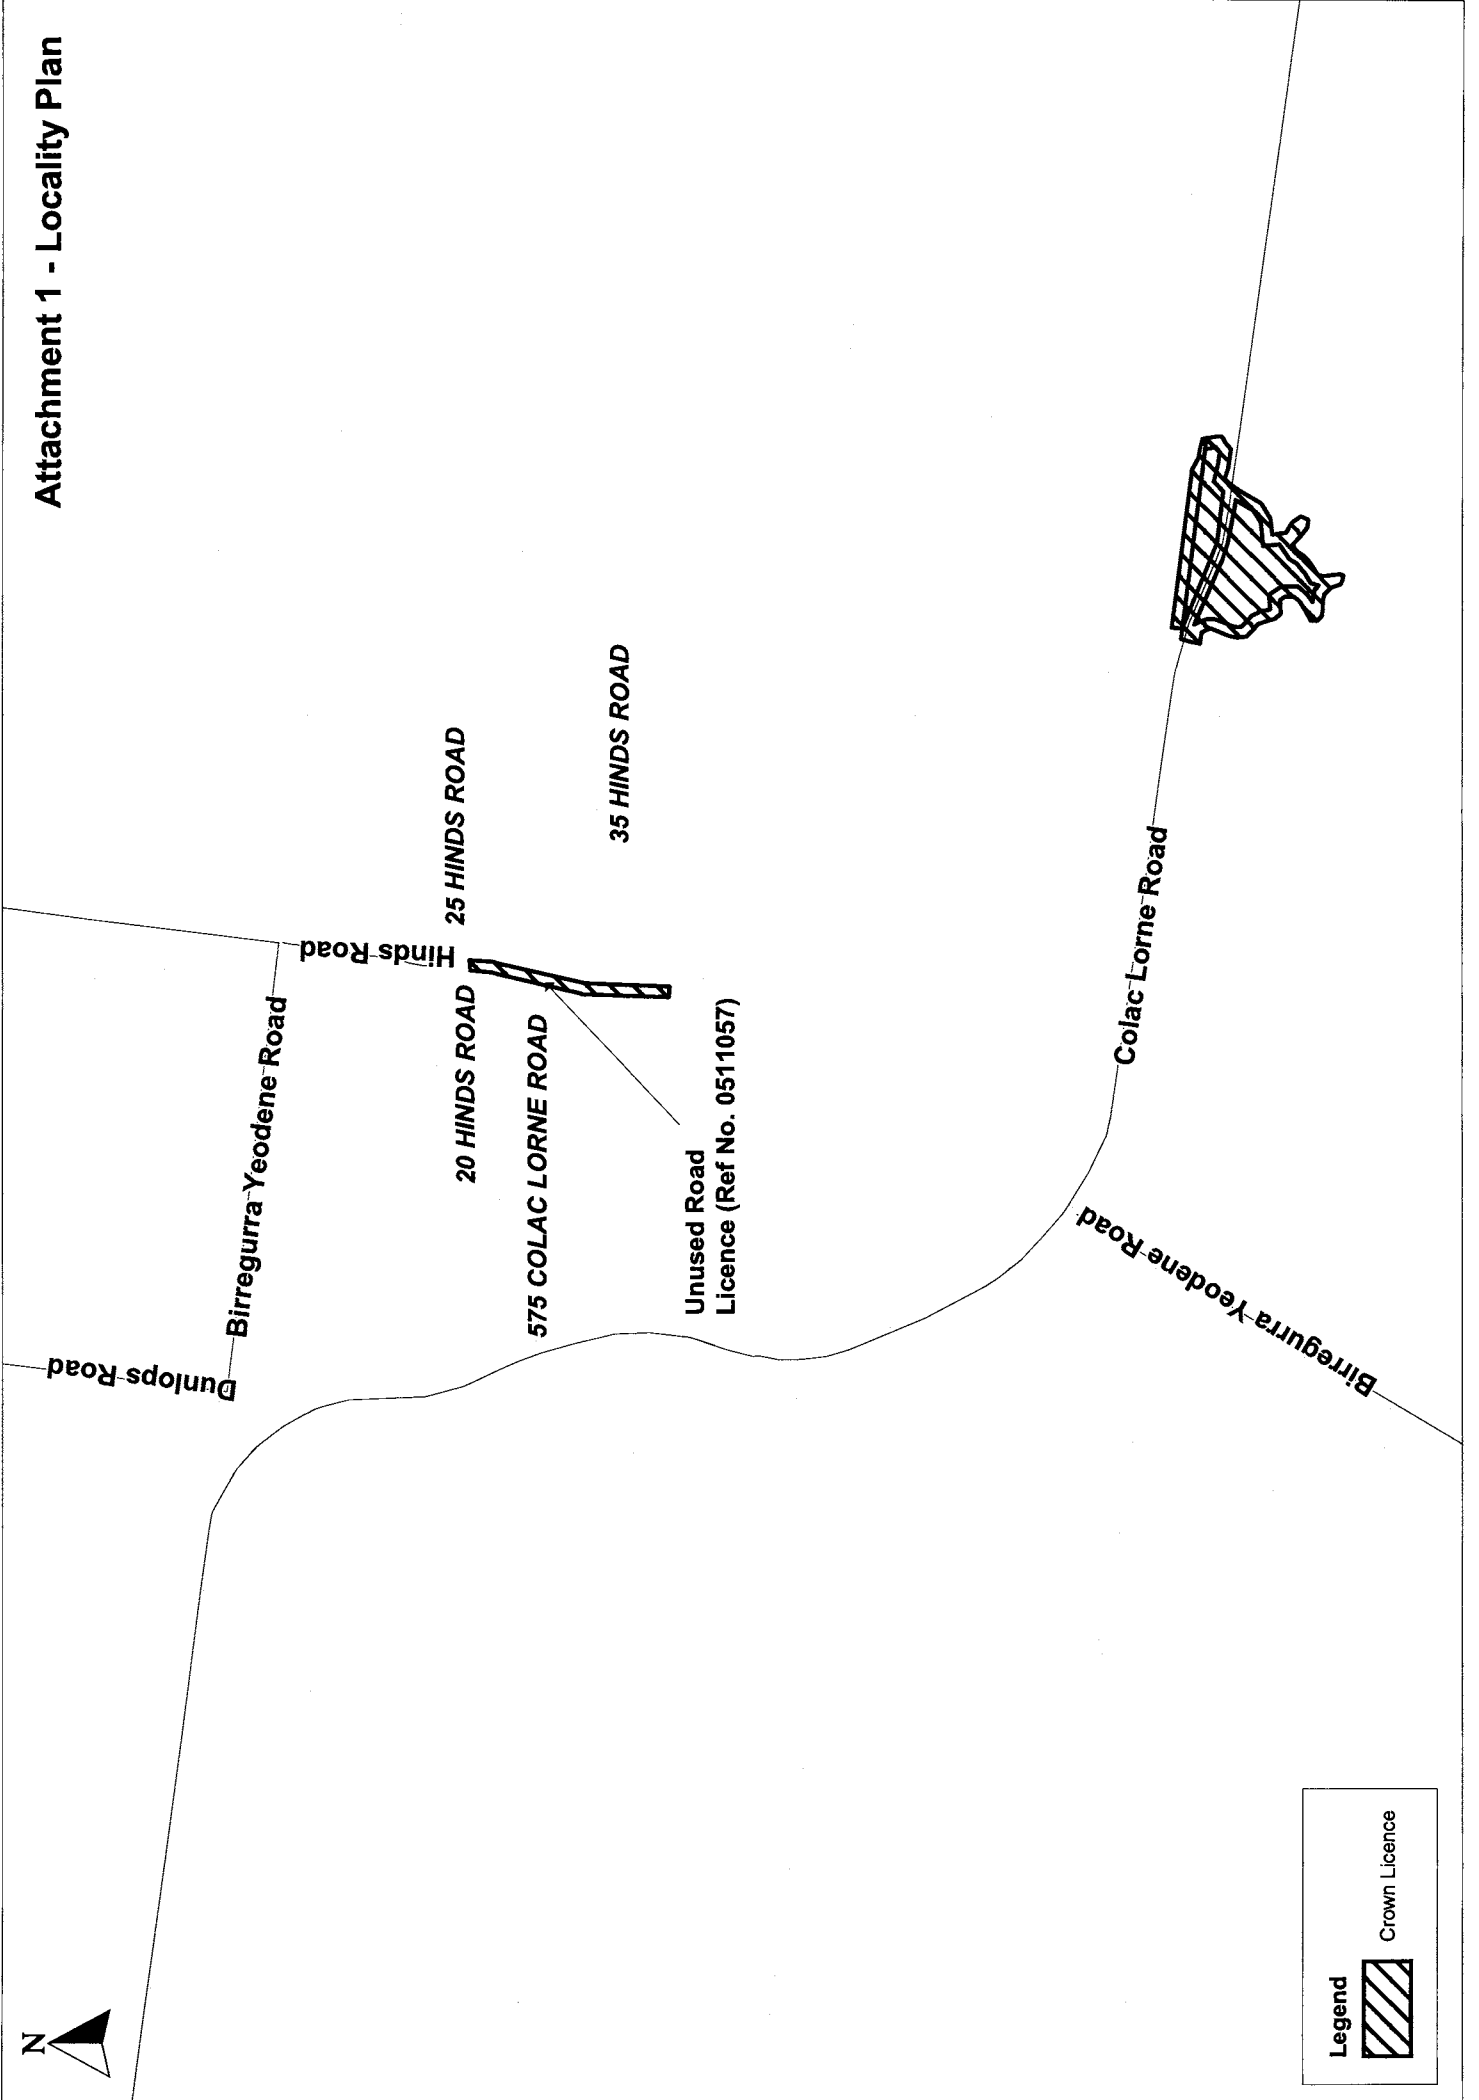 Attachment 1 - Locality Plan
N
Dunlops Road
Birregurra Yeodene Road
Hinds Road
25 HINDS ROAD
20 HINDS ROAD
575 COLAC LORNE ROAD
35 HINDS ROAD
Unused Road
Licence (Ref No. 0511057)
Colac Lorne Road
Birregurra Yeodene Road
Legend
Crown Licence